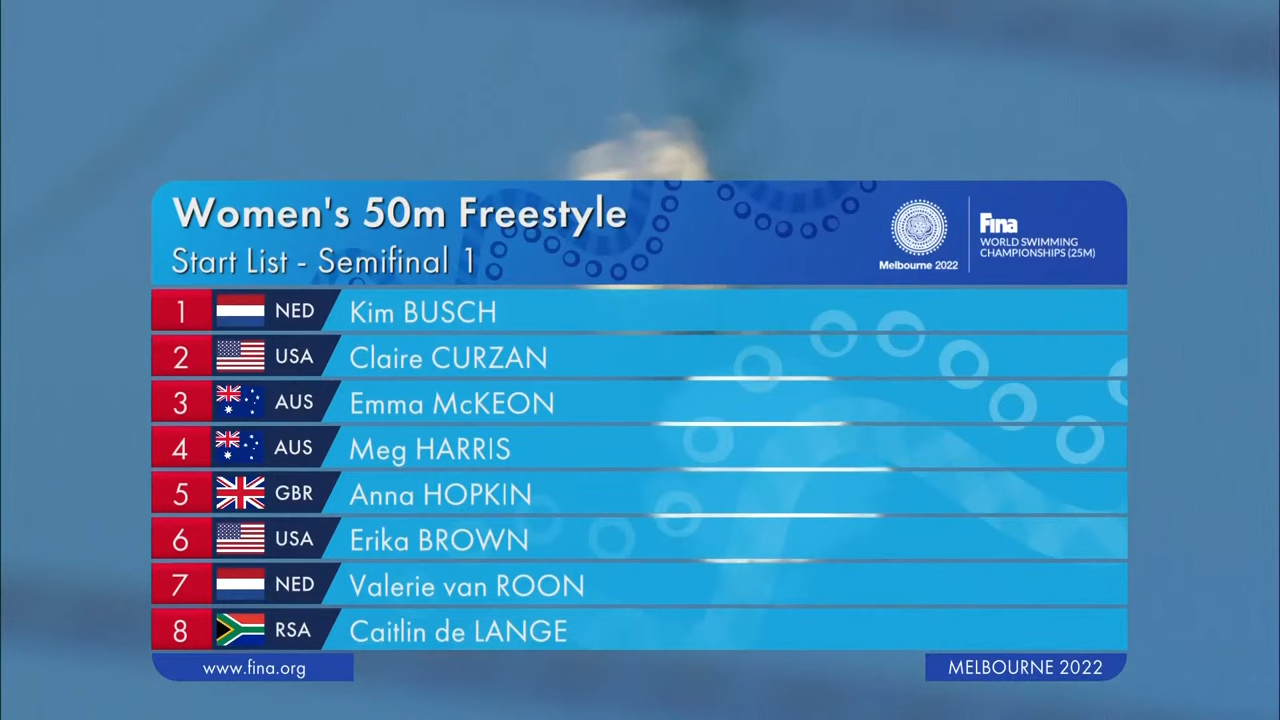 Women's 50m Freestyle
Start List - Semifinal 1
Melbourne 2022
Fina
WORLD SWIMMING
CHAMPIONSHIPS (25M)
1 NED Kim BUSCH
2 USA Claire CURZAN
3 AUS Emma McKEON
4 AUS Meg HARRIS
5 GBR Anna HOPKIN
6 USA Erika BROWN
7 NED Valerie van ROON
8 RSA Caitlin de LANGE
www.fina.org
MELBOURNE 2022